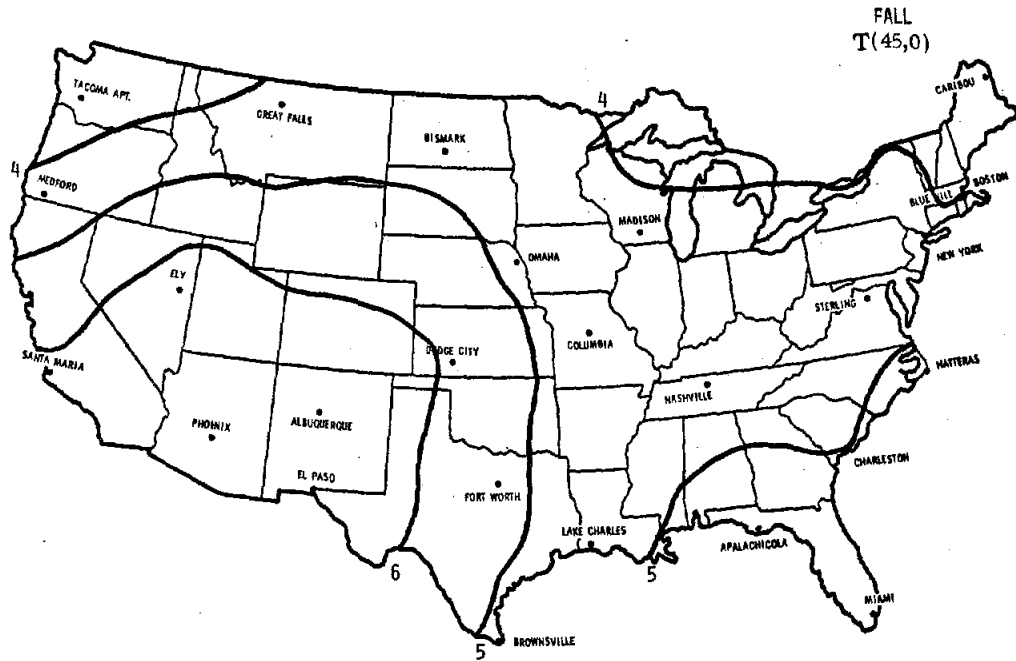 FALL
T(45,0)
CARIBOU
TACOMA APT.
4
GREAT FALLS
BISMARK
4
MEDFORD
BLUE Hill
BOSTON
MADISON
NEW YORK
ELY
OMAHA
STERLING
SANTA MARIA
DODGE CITY
COLUMBIA
HATTERAS
NASHVILLE
PHOINIX
ALBUQUERQUE
CHARLESTON
EL PASO
FORT WORTH
LAKE CHARLES
APALACHICOLA
6
5
MIAMI
5
BROWNSVILLE